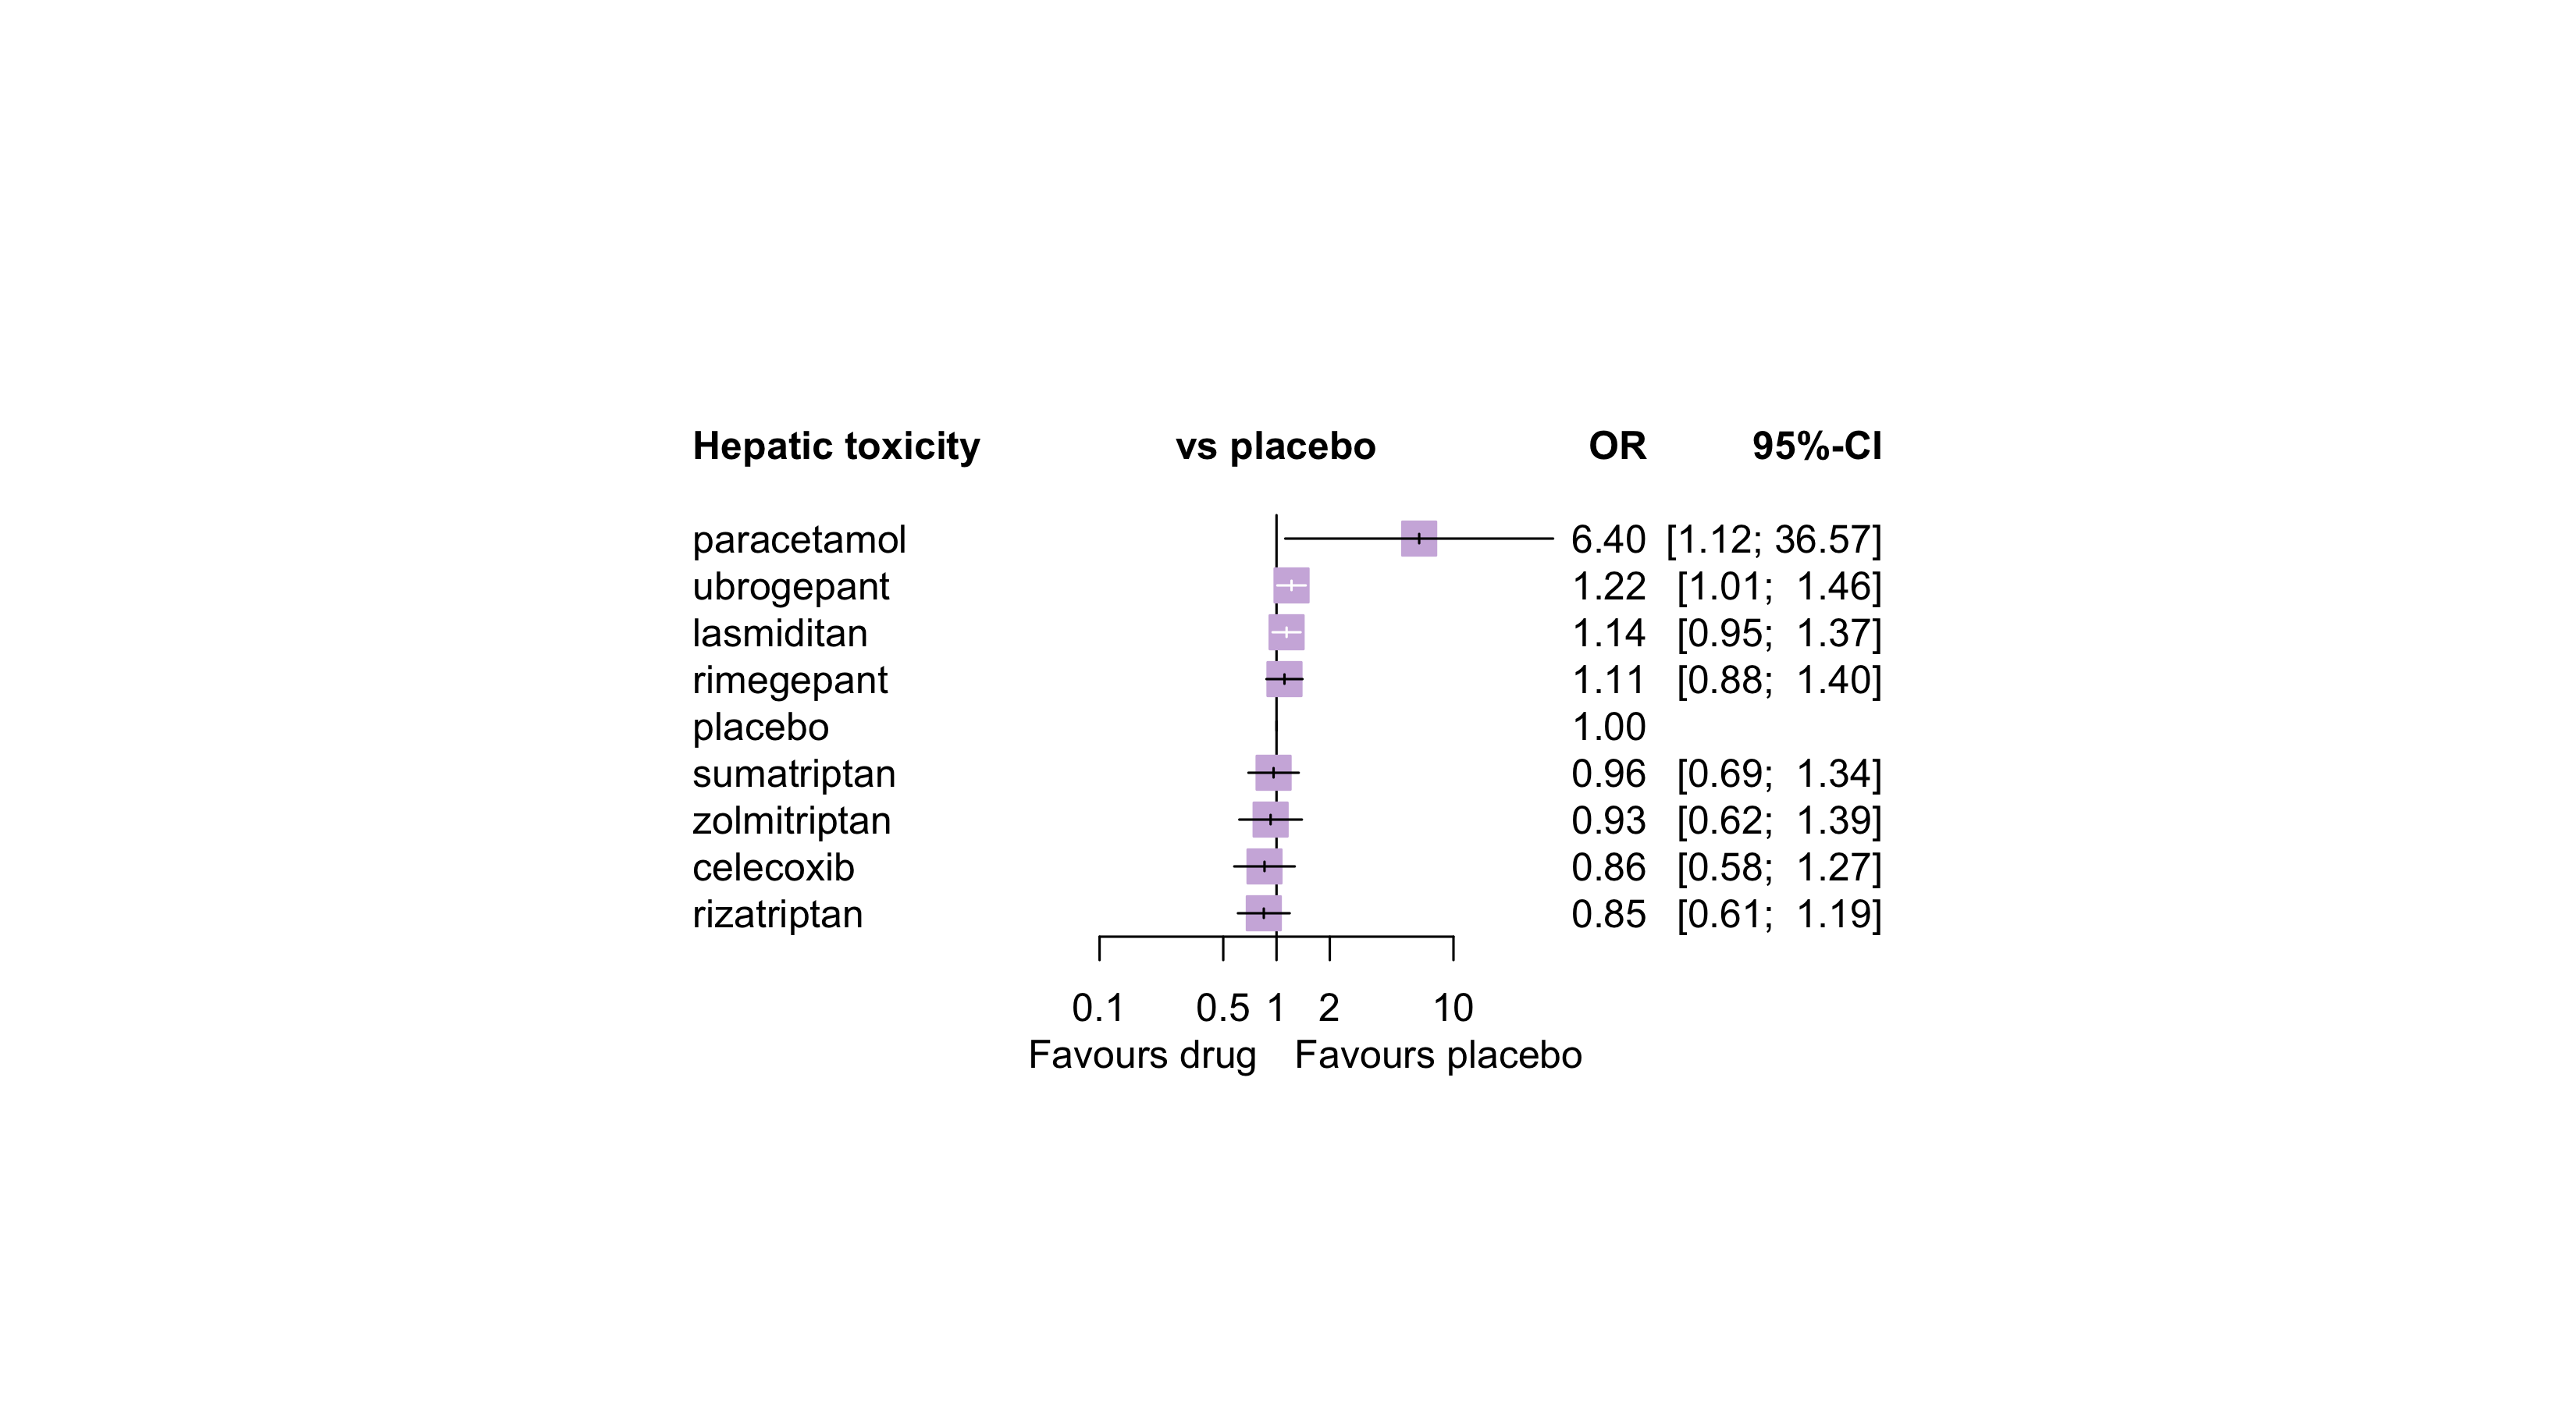 Hepatic toxicity vs placebo OR 95%-CI
paracetamol 6.40 [1.12; 36.57]
ubrogepant 1.22 [1.01; 1.46]
lasmiditan 1.14 [0.95; 1.37]
rimegepant 1.11 [0.88; 1.40]
placebo 1.00
sumatriptan 0.96 [0.69; 1.34]
zolmitriptan 0.93 [0.62; 1.39]
celecoxib 0.86 [0.58; 1.27]
rizatriptan 0.85 [0.61; 1.19]
0.1 0.5 1 2 10
Favours drug Favours placebo